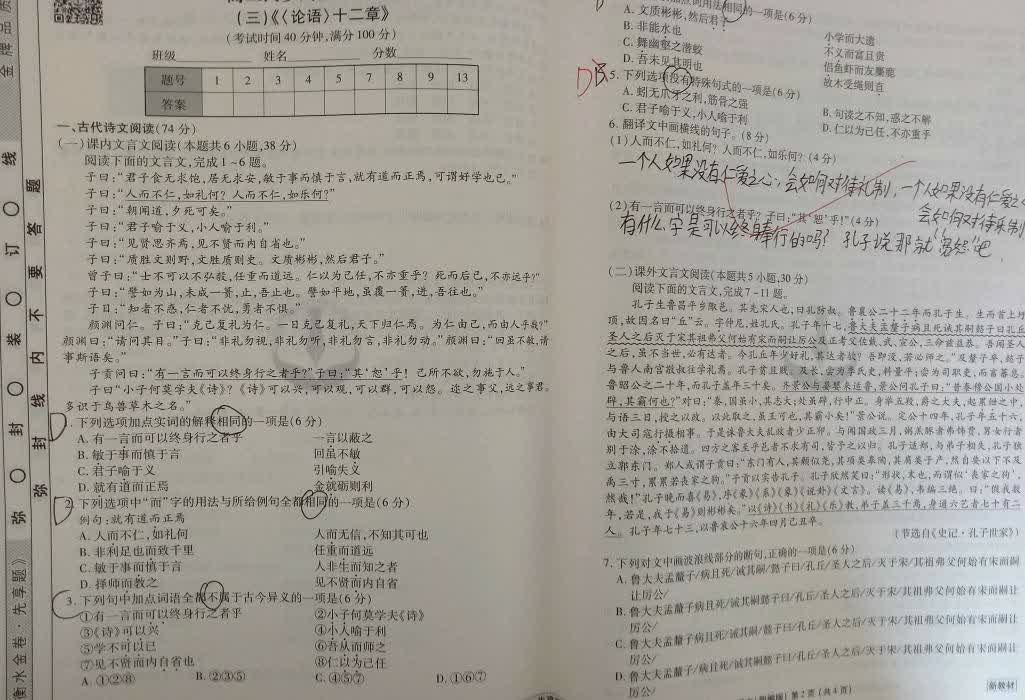 (三)《〈论语〉十二章》
(考试时间40分钟,满分100分)
班级 姓名 分数
题号 1 2 3 4 5 7 8 9 13
答案
一、古代诗文阅读(74分)
(一)课内文言文阅读(本题共6小题,38分)
阅读下面的文言文,完成1~6题。
子曰:“君子食无求饱,居无求安,敏于事而慎于言,就有道而正焉,可谓好学也已。”
子曰:“人而不仁,如礼何?人而不仁,如乐何?”
子曰:“朝闻道,夕死可矣。”
子曰:“君子喻于义,小人喻于利。”
子曰:“见贤思齐焉,见不贤而内自省也。”
子曰:“质胜文则野,文胜质则史。文质彬彬,然后君子。”
曾子曰:“士不可以不弘毅,任重而道远。仁以为己任,不亦重乎?死而后已,不亦远乎?”
子曰:“譬如为山,未成一篑,止,吾止也。譬如平地,虽覆一篑,进,吾往也。”
子曰:“知者不惑,仁者不忧,勇者不惧。”
颜渊问仁。子曰:“克己复礼为仁。一日克己复礼,天下归仁焉。为仁由己,而由人乎哉?”
颜渊曰:“请问其目。”子曰:“非礼勿视,非礼勿听,非礼勿言,非礼勿动。”颜渊曰:“回虽不敏,请
事斯语矣。”
子贡问曰:“有一言而可以终身行之者乎?”子曰:“其‘恕’乎!己所不欲,勿施于人。”
子曰:“小子何莫学夫《诗》?《诗》可以兴,可以观,可以群,可以怨。迩之事父,远之事君。
多识于鸟兽草木之名。”
1.下列选项加点实词的解释相同的一项是(6分)
A.有一言而可以终身行之者乎 一言以蔽之
B.敏于事而慎于言 回虽不敏
C.君子喻于义 引喻失义
D.就有道而正焉 金就砺则利
2.下列选项中“而”字的用法与所给例句全都相同的一项是(6分)
例句:就有道而正焉
A.人而不仁,如礼何 人而无信,不知其可也
B.非利足也而致千里 任重而道远
C.敏于事而慎于言 人非生而知之者
D.择师而教之 见不贤而内自省
3.下列句中加点词语全都不属于古今异义的一项是(6分)
①有一言而可以终身行之者乎 ②小子何莫学夫《诗》
③《诗》可以兴 ④小人喻于利
⑤学不可以已 ⑥吾从而师之
⑦见不贤而内自省也 ⑧仁以为己任
A.①②⑧ B.②③⑤ C.④⑤⑦ D.①⑥⑦
衡水金卷·先享题
弥 封 线 内 装 不 要 订 答 题 线
加点词用法相同的一项是(6分)
A.文质彬彬,然后君子 小学而大遗
B.非能水也 不义而富且贵
C.舞幽壑之潜蛟 侣鱼虾而友麋鹿
D.吾未见其明也 故木受绳则直
D
5.下列选项没有特殊句式的一项是(6分)
A.蚓无爪牙之利,筋骨之强 B.句读之不知,惑之不解
C.君子喻于义,小人喻于利 D.仁以为己任,不亦重乎
6.翻译文中画横线的句子。(8分)
(1)人而不仁,如礼何?人而不仁,如乐何?(4分)
一个人如果没有仁爱之心,会如何对待礼制,一个人如果没有仁爱之心
会如何对待乐制
(2)有一言而可以终身行之者乎?子曰:“其‘恕’乎!”(4分)
有什么字是可以终身奉行的吗?孔子说那就“宽恕”吧.
(二)课外文言文阅读(本题共5小题,30分)
阅读下面的文言文,完成7~11题。
孔子生鲁昌平乡陬邑。其先宋人也,曰孔防叔。鲁襄公二十二年而孔子生。生而首上圩
顶,故因名曰“丘”云。字仲尼,姓孔氏。孔子年十七,鲁大夫孟釐子病且死诫其嗣懿子曰孔丘
圣人之后灭于宋其祖弗父何始有宋而嗣让厉公及正考父佐戴、武、宣公,三命兹益恭。吾闻圣人
之后,虽不当世,必有达者。今孔丘年少好礼,其达者欤?吾即没,若必师之。”及釐子卒,懿子
与鲁人南宫敬叔往学礼焉。孔子贫且贱。及长,尝为季氏史,料量平;尝为司职吏,而畜蕃息。
鲁昭公之二十年,而孔子盖年三十矣。齐景公与晏婴来适鲁,景公问孔子曰:“昔秦穆公国小处
辟,其霸何也?”对曰:“秦,国虽小,其志大;处虽辟,行中正。身举五羖,爵之大夫,起累绁之中,
与语三日,授之以政。以此取之,虽王可也,其霸小矣!”景公说。定公十四年,孔子年五十六,
由大司寇行摄相事。于是诛鲁大夫乱政者少正卯。与闻国政三月,粥羔豚者弗饰贾,男女行者
别于涂,涂不拾遗。四方之客至乎邑者不求有司,皆予之以归。孔子适郑,与弟子相失,孔子独
立郭东门。郑人或谓子贡曰:“东门有人,其颡似尧,其项类皋陶,其肩类子产,然自要以下不及
禹三寸,累累若丧家之狗。”子贡以实告孔子。孔子欣然笑曰:“形状,末也,而谓似‘丧家之狗’,
然哉!”孔子晚而喜《易》,序《彖》《系》《象》《说卦》《文言》。读《易》,韦编三绝。曰:“假我数
年,若是,我于《易》则彬彬矣。”以《诗》《书》《礼》《乐》教,弟子盖三千焉,身通六艺者七十有二
人。孔子年七十三,以鲁哀公十六年四月己丑卒。
(节选自《史记·孔子世家》)
7.下列对文中画波浪线部分的断句,正确的一项是(6分)
A.鲁大夫孟釐子/病且死/诫其嗣/懿子曰/孔丘/圣人之后/灭于宋/其祖弗父何始有宋而嗣
让厉公/
B.鲁大夫孟釐子病且死/诫其嗣懿子曰/孔丘/圣人之后/灭于宋/其祖弗父何始有宋而嗣让
厉公/
C.鲁大夫孟釐子病且死/诫其嗣/懿子曰/孔丘/圣人之后/灭于宋/其祖弗父何始有宋而嗣让
厉公/
D.鲁大夫孟釐子/病且死/诫其嗣懿子曰/孔丘/圣人之后/灭于宋/其祖弗父何始有宋而嗣让
厉公/
第2页(共4页)
新教材